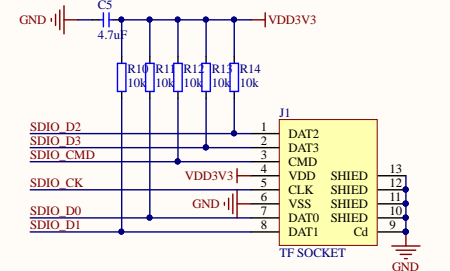 C5
GND
VDD3V3
4.7uF
R10 R11 R12 R13 R14
10k 10k 10k 10k 10k
J1
SDIO_D2 1 DAT2
SDIO_D3 2 DAT3
SDIO_CMD 3 CMD
VDD3V3 4 VDD SHIED 13
SDIO_CK 5 CLK SHIED 12
GND 6 VSS SHIED 11
SDIO_D0 7 DAT0 SHIED 10
SDIO_D1 8 DAT1 Cd 9
TF SOCKET
GND